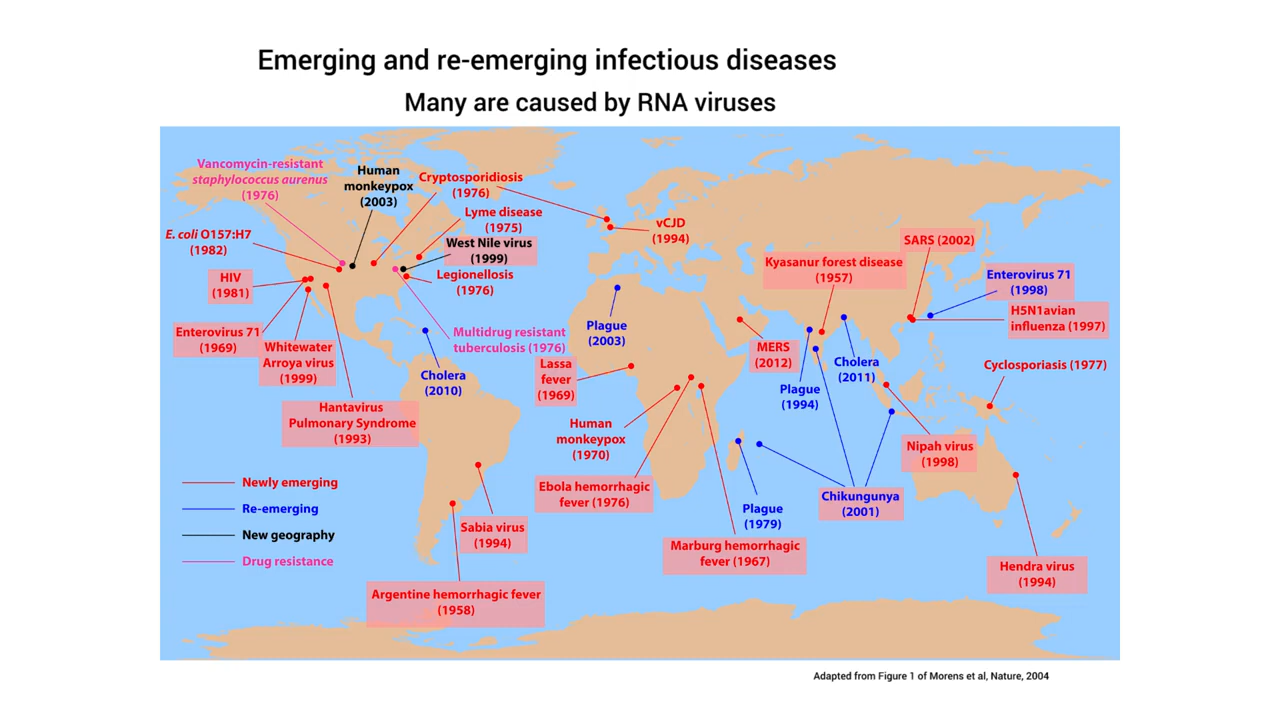 Emerging and re-emerging infectious diseases
Many are caused by RNA viruses
Vancomycin-resistant
staphylococcus aurenus
(1976)
Human
monkeypox
(2003)
Cryptosporidiosis
(1976)
Lyme disease
(1975)
West Nile virus
(1999)
Legionellosis
(1976)
E. coli O157:H7
(1982)
HIV
(1981)
Enterovirus 71
(1969)
Whitewater
Arroya virus
(1999)
Hantavirus
Pulmonary Syndrome
(1993)
Multidrug resistant
tuberculosis (1976)
Cholera
(2010)
vCJD
(1994)
Plague
(2003)
Lassa
fever
(1969)
Human
monkeypox
(1970)
Ebola hemorrhagic
fever (1976)
Marburg hemorrhagic
fever (1967)
Plague
(1979)
Kyasanur forest disease
(1957)
MERS
(2012)
Plague
(1994)
Cholera
(2011)
Chikungunya
(2001)
SARS (2002)
Enterovirus 71
(1998)
H5N1avian
influenza (1997)
Cyclosporiasis (1977)
Nipah virus
(1998)
Hendra virus
(1994)
Sabia virus
(1994)
Argentine hemorrhagic fever
(1958)
Newly emerging
Re-emerging
New geography
Drug resistance
Adapted from Figure 1 of Morens et al, Nature, 2004